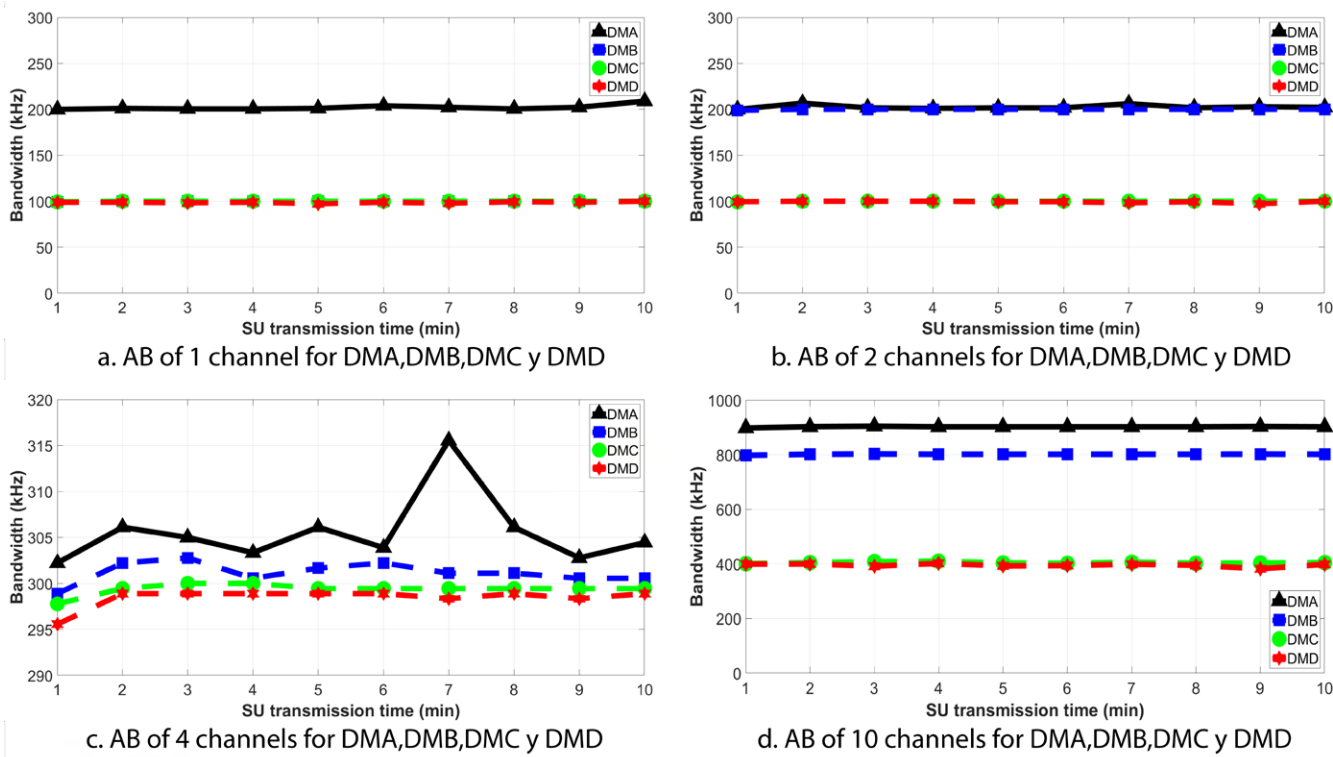 300
250
200
150
100
50
0
Bandwidth (kHz)
DMA
DMB
DMC
DMD
1 2 3 4 5 6 7 8 9 10
SU transmission time (min)
a. AB of 1 channel for DMA,DMB,DMC y DMD
300
250
200
150
100
50
0
Bandwidth (kHz)
DMA
DMB
DMC
DMD
1 2 3 4 5 6 7 8 9 10
SU transmission time (min)
b. AB of 2 channels for DMA,DMB,DMC y DMD
320
315
310
305
300
295
290
Bandwidth (kHz)
DMA
DMB
DMC
DMD
1 2 3 4 5 6 7 8 9 10
SU transmission time (min)
c. AB of 4 channels for DMA,DMB,DMC y DMD
1000
800
600
400
200
0
Bandwidth (kHz)
DMA
DMB
DMC
DMD
1 2 3 4 5 6 7 8 9 10
SU transmission time (min)
d. AB of 10 channels for DMA,DMB,DMC y DMD